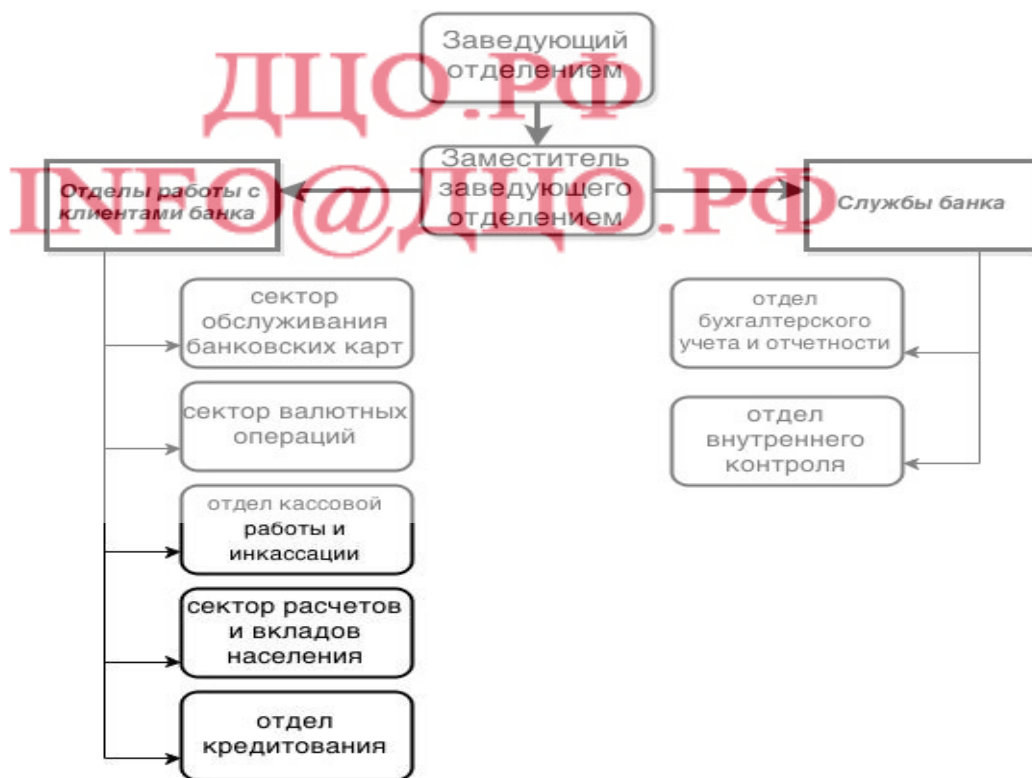 Заведующий
отделением
ДЦО.РФ
Заместитель
заведующего
отделением
INFO@ДЦО.РФ
Отделы работы с
клиентами банка
Службы банка
сектор
обслуживания
банковских карт
сектор валютных
операций
отдел кассовой
работы и
инкассации
сектор расчетов
и вкладов
населения
отдел
кредитования
отдел
бухгалтерского
учета и отчетности
отдел
внутреннего
контроля